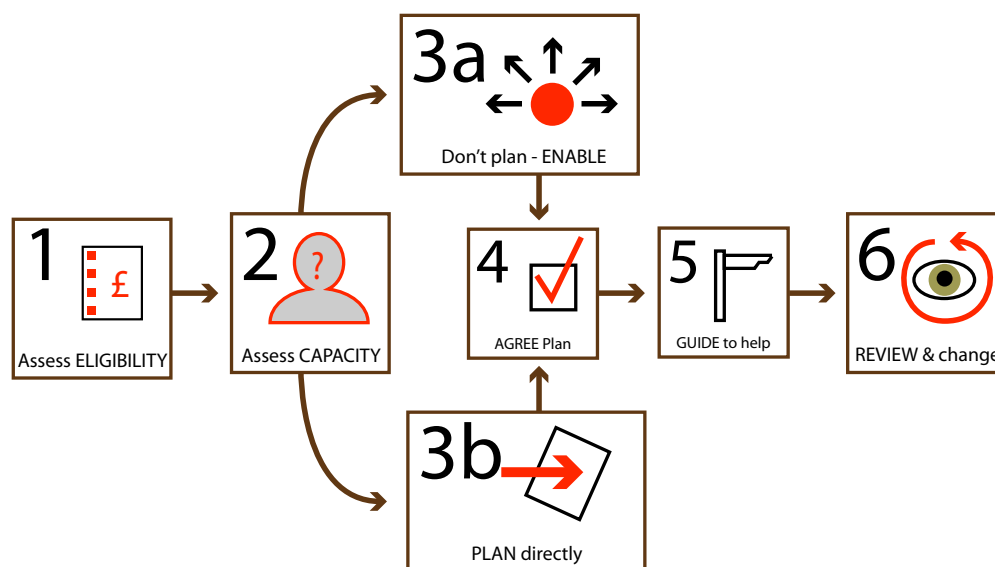 1
£
Assess ELIGIBILITY
2
?
Assess CAPACITY
3a
Don't plan - ENABLE
3b
PLAN directly
4
AGREE Plan
5
GUIDE to help
6
REVIEW & change